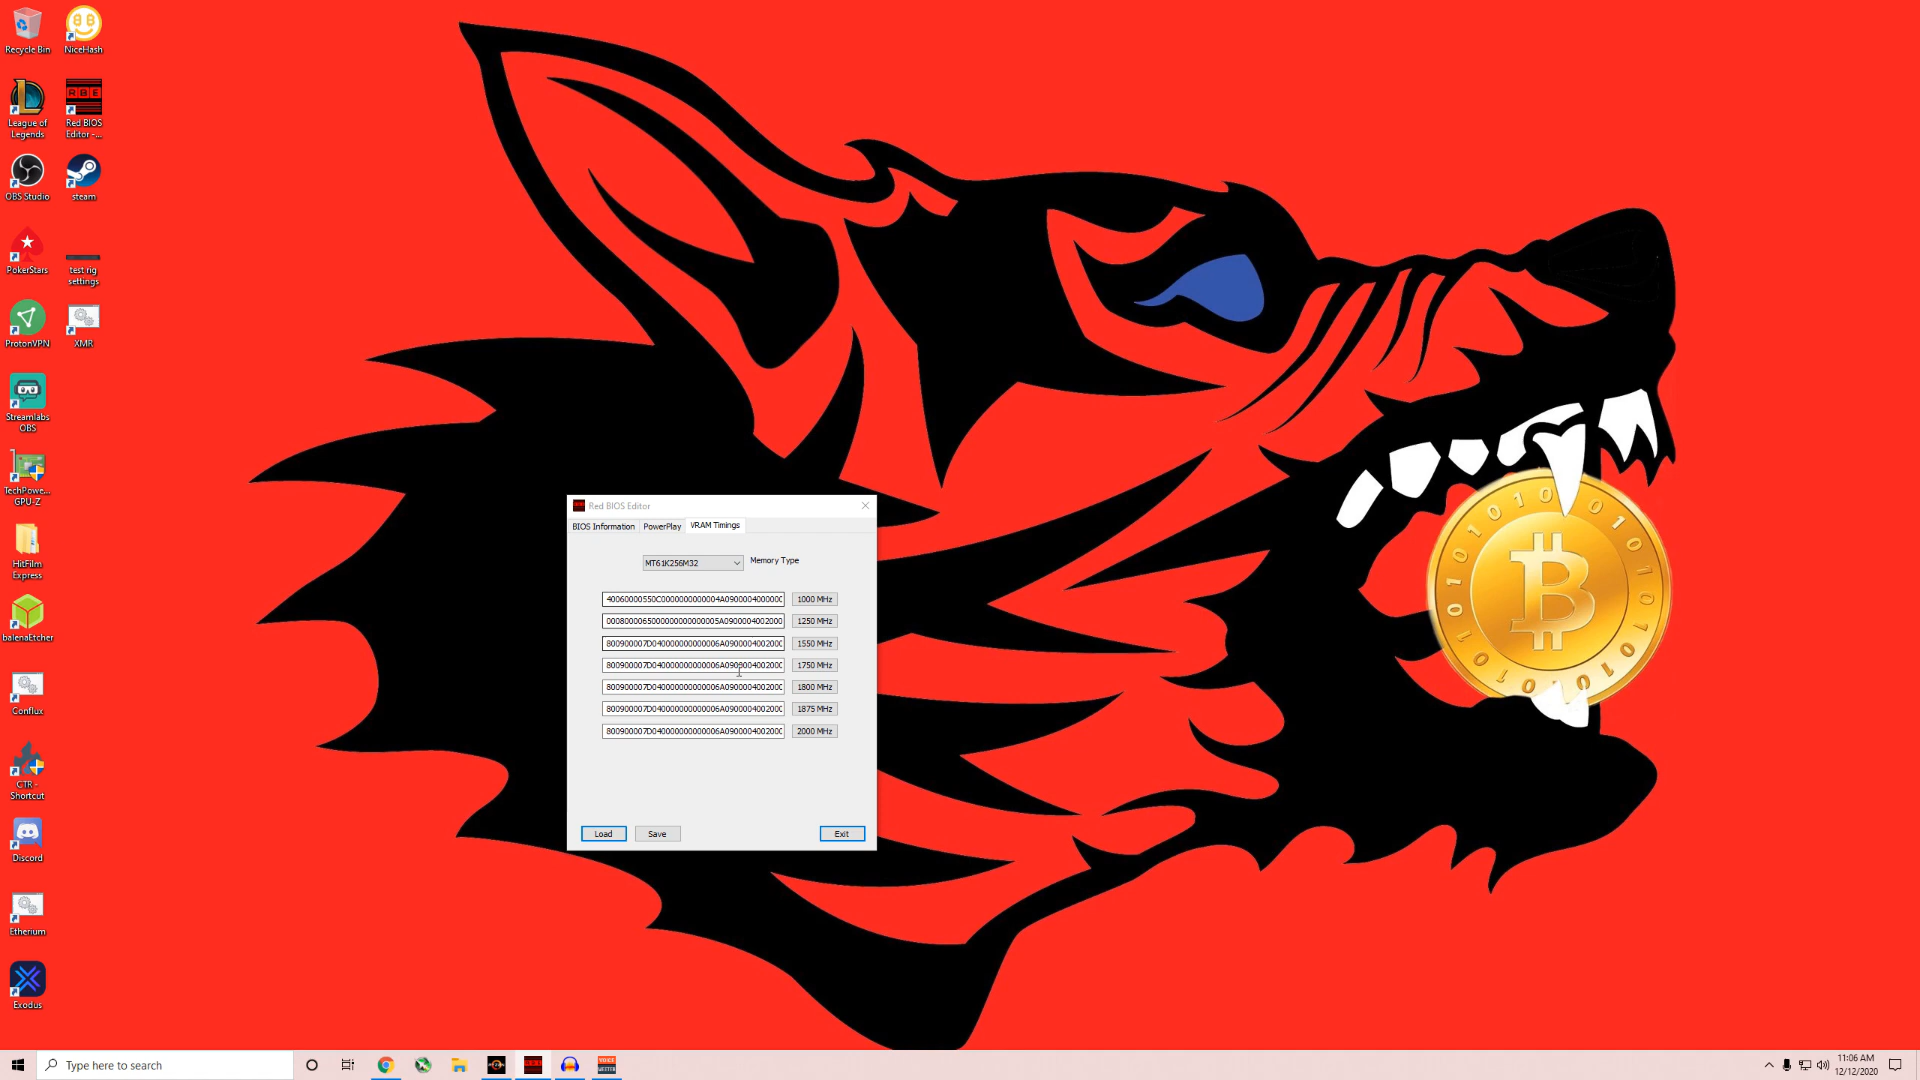 Recycle Bin
NiceHash
League of
Legends
RBE
Red BIOS
Editor -...
OBS Studio
steam
PokerStars
test rig
settings
ProtonVPN
XMR
Streamlabs
OBS
TechPowe...
GPU-Z
HitFilm
Express
balenaEtcher
Conflux
CTR -
Shortcut
Discord
Etherium
Exodus
Red BIOS Editor
BIOS Information
PowerPlay
VRAM Timings
MT61K256M32
Memory Type
1000 MHz
1250 MHz
1550 MHz
800900007D04000000000006A0900004002000
1750 MHz
1800 MHz
1875 MHz
2000 MHz
Load
Save
Exit
Type here to search
11:06 AM
12/12/2020